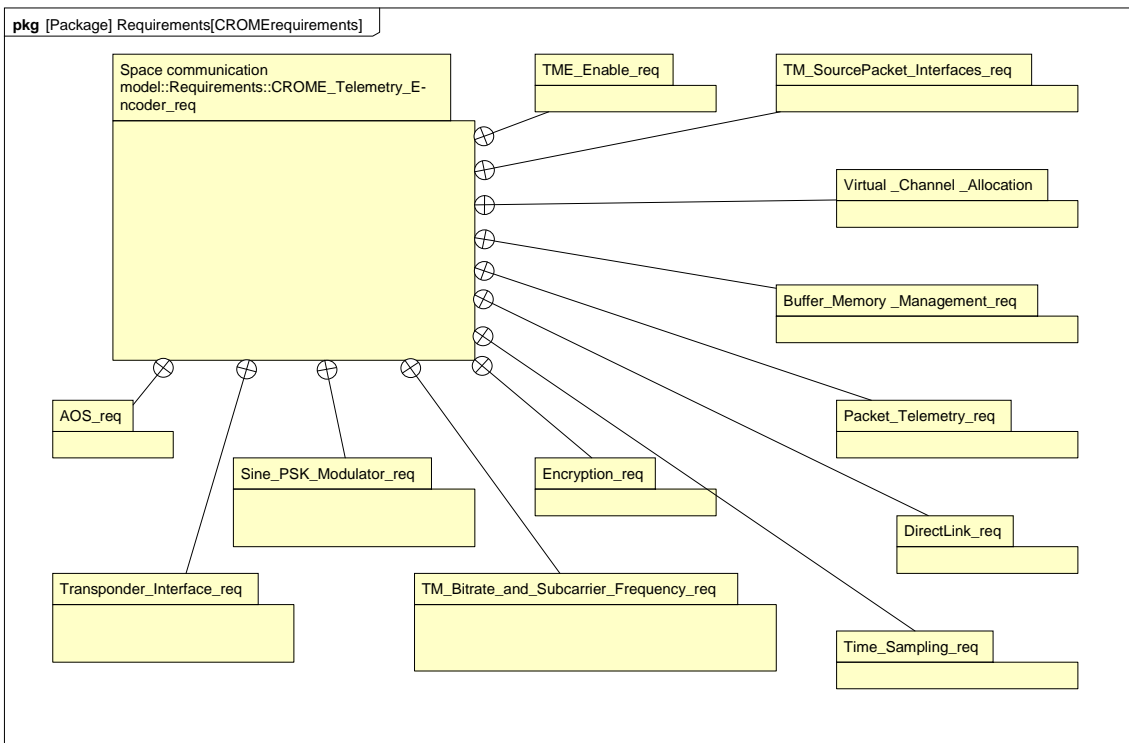 pkg [Package] Requirements[CROMErequirements]
Space communication
model::Requirements::CROME_Telemetry_E-
ncoder_req
TME_Enable_req
TM_SourcePacket_Interfaces_req
Virtual _Channel _Allocation
Buffer_Memory _Management_req
AOS_req
Packet_Telemetry_req
Sine_PSK_Modulator_req
Encryption_req
DirectLink_req
Transponder_Interface_req
TM_Bitrate_and_Subcarrier_Frequency_req
Time_Sampling_req